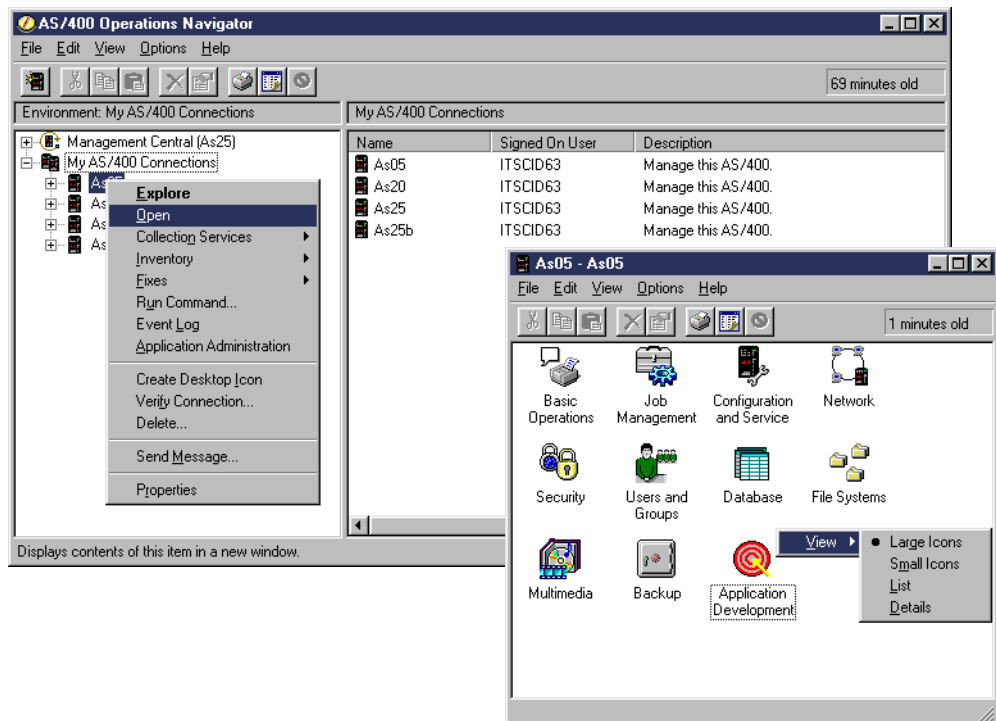 AS/400 Operations Navigator
File Edit View Options Help
69 minutes old
Environment: My AS/400 Connections
My AS/400 Connections
Management Central (As25)
My AS/400 Connections
As05
As
As
As
Name Signed On User Description
As05 ITSCID63 Manage this AS/400.
As20 ITSCID63 Manage this AS/400.
As25 ITSCID63 Manage this AS/400.
As25b ITSCID63 Manage this AS/400.
Explore
Open
Collection Services
Inventory
Fixes
Run Command...
Event Log
Application Administration
Create Desktop Icon
Verify Connection...
Delete...
Send Message...
Properties
Displays contents of this item in a new window.
As05 - As05
File Edit View Options Help
1 minutes old
Basic
Operations
Job
Management
Configuration
and Service
Network
Security
Users and
Groups
Database
File Systems
Multimedia
Backup
Application
Development
View
Large Icons
Small Icons
List
Details